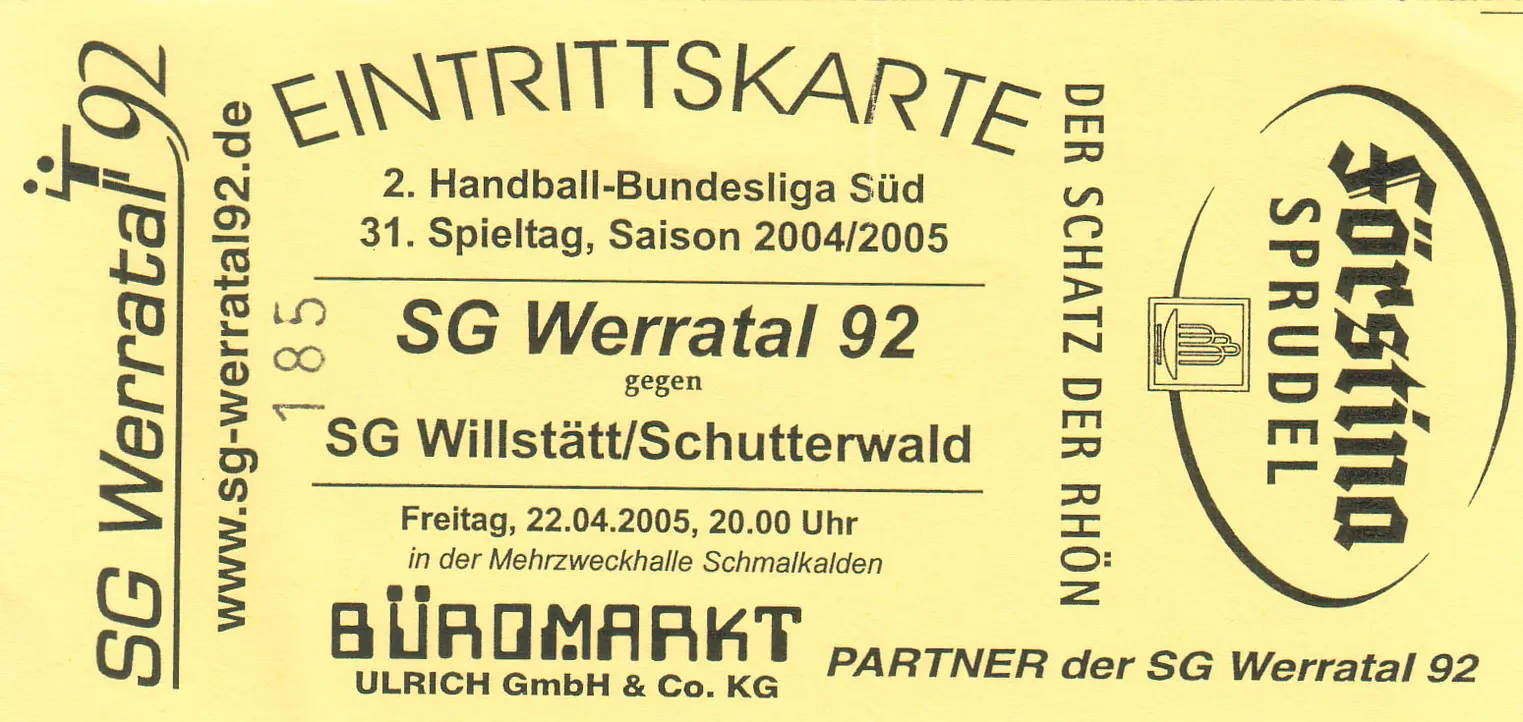 SG Werratal 92
www.sg-werratal92.de
EINTRITTSKARTE
2. Handball-Bundesliga Süd
31. Spieltag, Saison 2004/2005
185
SG Werratal 92
gegen
SG Willstätt/Schutterwald
Freitag, 22.04.2005, 20.00 Uhr
in der Mehrzweckhalle Schmalkalden
BÜROMARKT
ULRICH GmbH & Co. KG
DER SCHATZ DER RHÖN
Förstina
SPRUDEL
PARTNER der SG Werratal 92